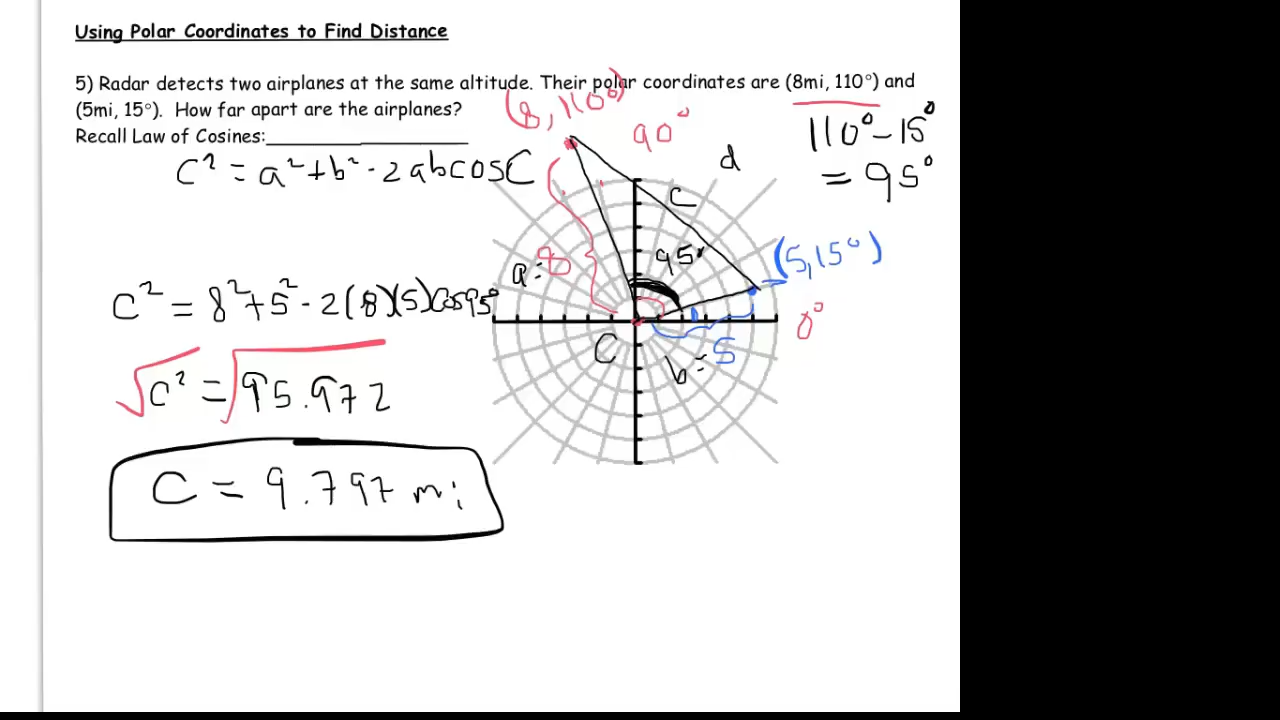 Using Polar Coordinates to Find Distance
5) Radar detects two airplanes at the same altitude. Their polar coordinates are (8mi, 110°) and
(5mi, 15°). How far apart are the airplanes?
Recall Law of Cosines:____________________
(8, 110°)
90°
110° - 15°
= 95°
c² = a² + b² - 2abcosC
d
C
95°
(5, 15°)
a = 8
c² = 8² + 5² - 2(8)(5)cos95°
0°
C
b = 5
√c² = √95.972
C = 9.797 mi